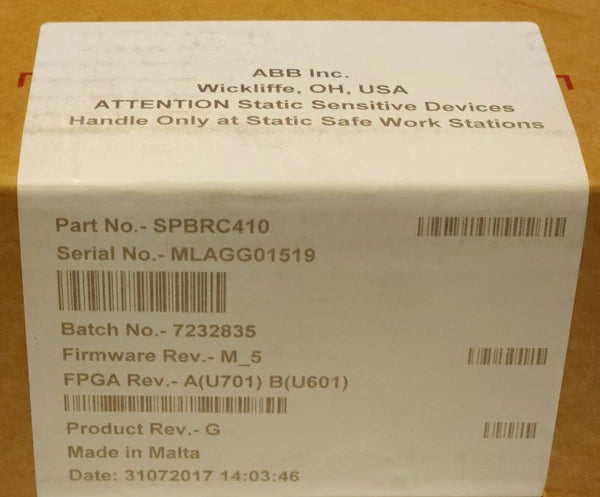 ABB Inc.
Wickliffe, OH, USA
ATTENTION Static Sensitive Devices
Handle Only at Static Safe Work Stations
Part No.- SPBRC410
Serial No.- MLAGG01519
Batch No.- 7232835
Firmware Rev.- M_5
FPGA Rev.- A(U701) B(U601)
Product Rev.- G
Made in Malta
Date: 31072017 14:03:46